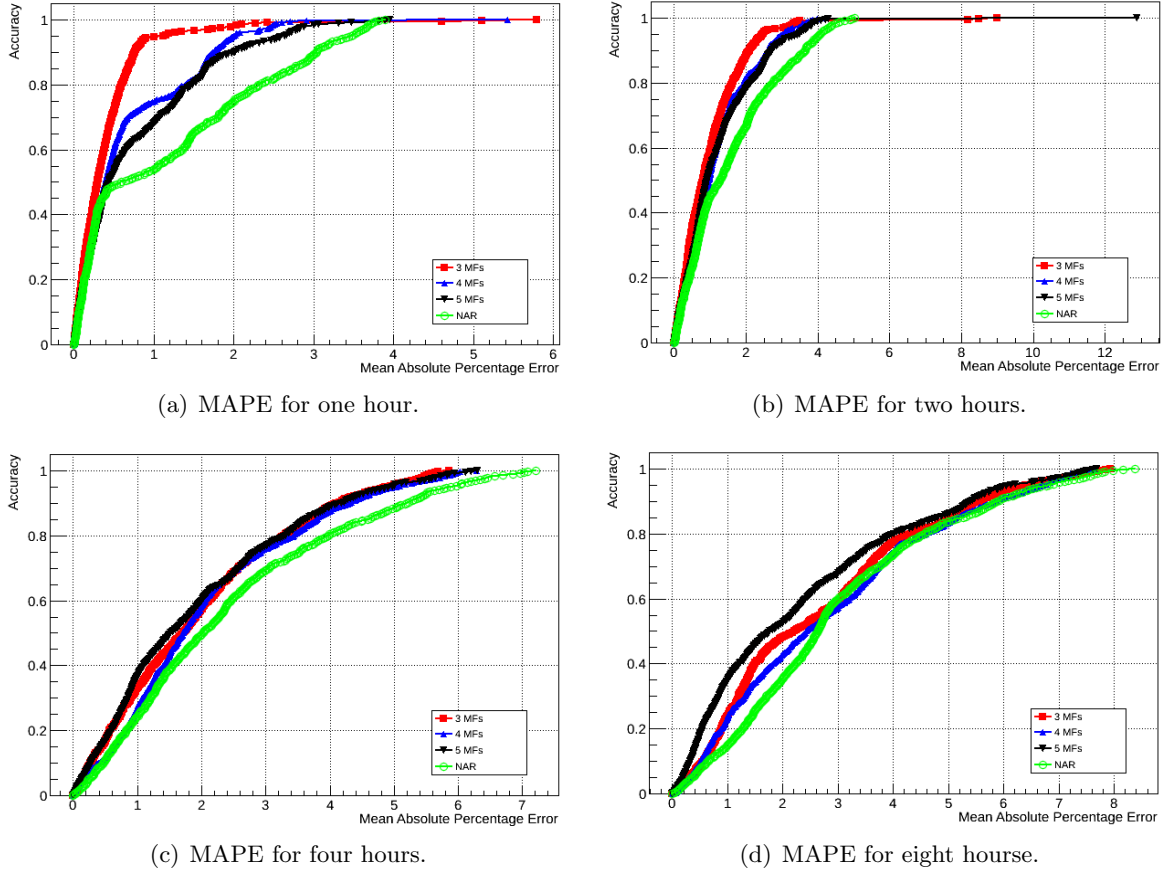 Accuracy
1
0.8
0.6
0.4
0.2
0
3 MFs
4 MFs
5 MFs
NAR
0 1 2 3 4 5 6
Mean Absolute Percentage Error
(a) MAPE for one hour.
Accuracy
1
0.8
0.6
0.4
0.2
0
3 MFs
4 MFs
5 MFs
NAR
0 2 4 6 8 10 12
Mean Absolute Percentage Error
(b) MAPE for two hours.
Accuracy
1
0.8
0.6
0.4
0.2
0
3 MFs
4 MFs
5 MFs
NAR
0 1 2 3 4 5 6 7
Mean Absolute Percentage Error
(c) MAPE for four hours.
Accuracy
1
0.8
0.6
0.4
0.2
0
3 MFs
4 MFs
5 MFs
NAR
0 1 2 3 4 5 6 7 8
Mean Absolute Percentage Error
(d) MAPE for eight hourse.